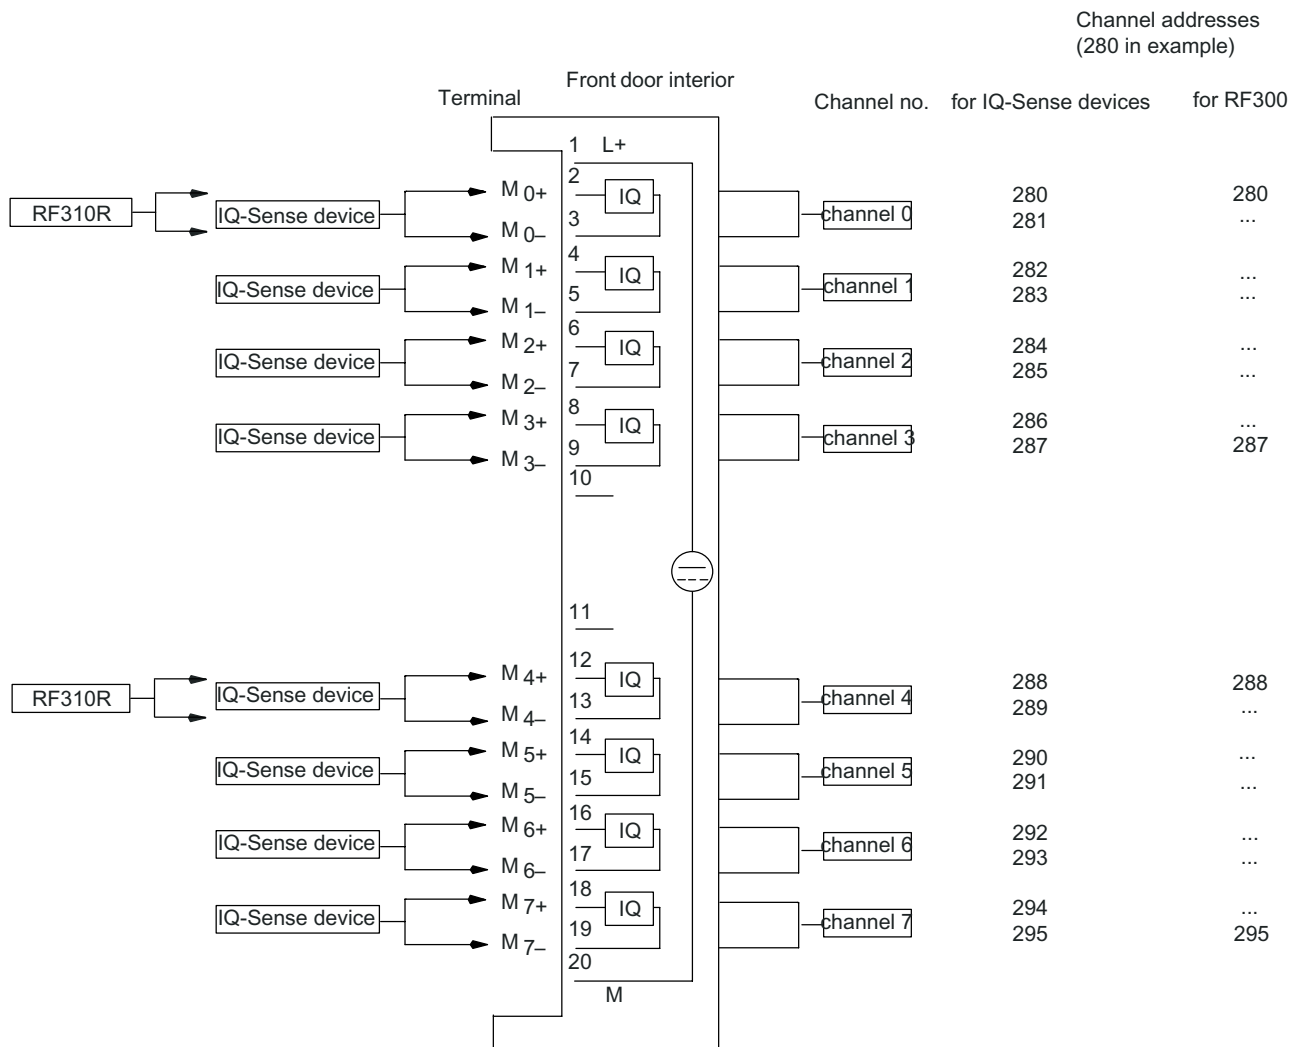 Channel addresses
(280 in example)
Front door interior
Terminal
Channel no.
for IQ-Sense devices
for RF300
1 L+
RF310R
IQ-Sense device
M 0+
M 0–
2
3
IQ
channel 0
280
281
280
...
IQ-Sense device
M 1+
M 1–
4
5
IQ
channel 1
282
283
...
...
IQ-Sense device
M 2+
M 2–
6
7
IQ
channel 2
284
285
...
...
IQ-Sense device
M 3+
M 3–
8
9
IQ
channel 3
286
287
...
287
10
11
RF310R
IQ-Sense device
M 4+
M 4–
12
13
IQ
channel 4
288
289
288
...
IQ-Sense device
M 5+
M 5–
14
15
IQ
channel 5
290
291
...
...
IQ-Sense device
M 6+
M 6–
16
17
IQ
channel 6
292
293
...
...
IQ-Sense device
M 7+
M 7–
18
19
IQ
channel 7
294
295
...
295
20
M